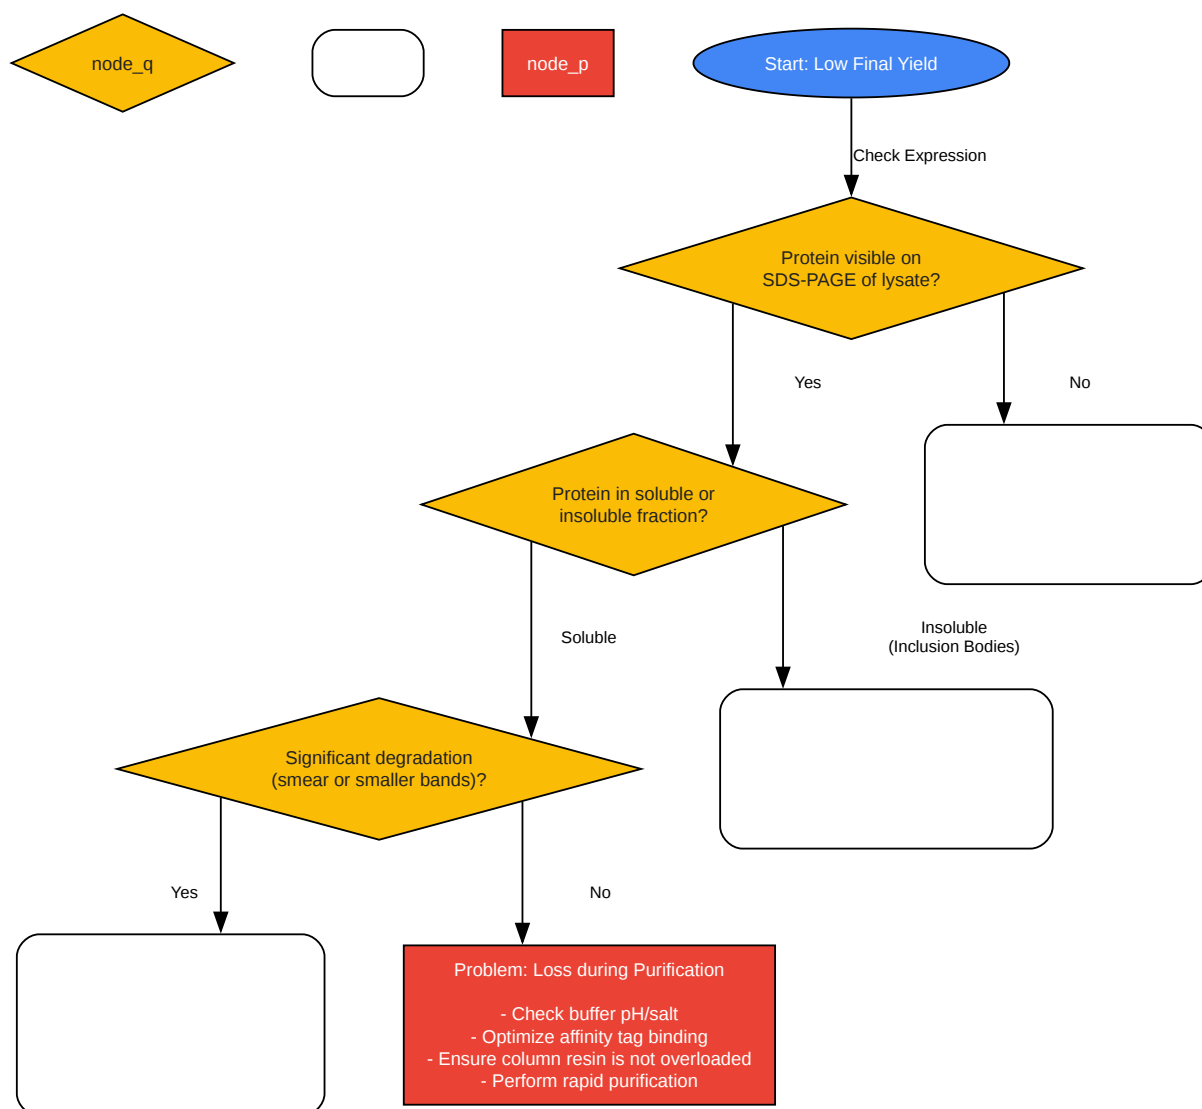 node_q
node_p
Start: Low Final Yield
Check Expression
Protein visible on
SDS-PAGE of lysate?
Yes
No
Protein in soluble or
insoluble fraction?
Soluble
Insoluble
(Inclusion Bodies)
Significant degradation
(smear or smaller bands)?
Yes
No
Problem: Loss during Purification
- Check buffer pH/salt
- Optimize affinity tag binding
- Ensure column resin is not overloaded
- Perform rapid purification